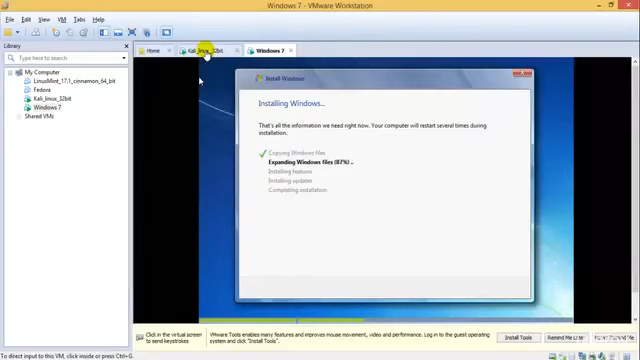 Windows 7 - VMware Workstation
File Edit View VM Tabs Help
Library
Type here to search
My Computer
LinuxMint_17.1_cinnamon_64_bit
Fedora
Kali_linux_32bit
Windows 7
Shared VMs
Home Kali_linux_32bit Windows 7
Install Windows
Installing Windows...
That's all the information we need right now. Your computer will restart several times during
installation.
Copying Windows files
Expanding Windows files (87%) ...
Installing features
Installing updates
Completing installation
Click in the virtual screen
to send keystrokes
VMware Tools enables many features and improves mouse movement, video and performance. Log in to the guest operating
system and click "Install Tools".
Install Tools Remind Me Later Never Remind Me
To direct input to this VM, click inside or press Ctrl+G.